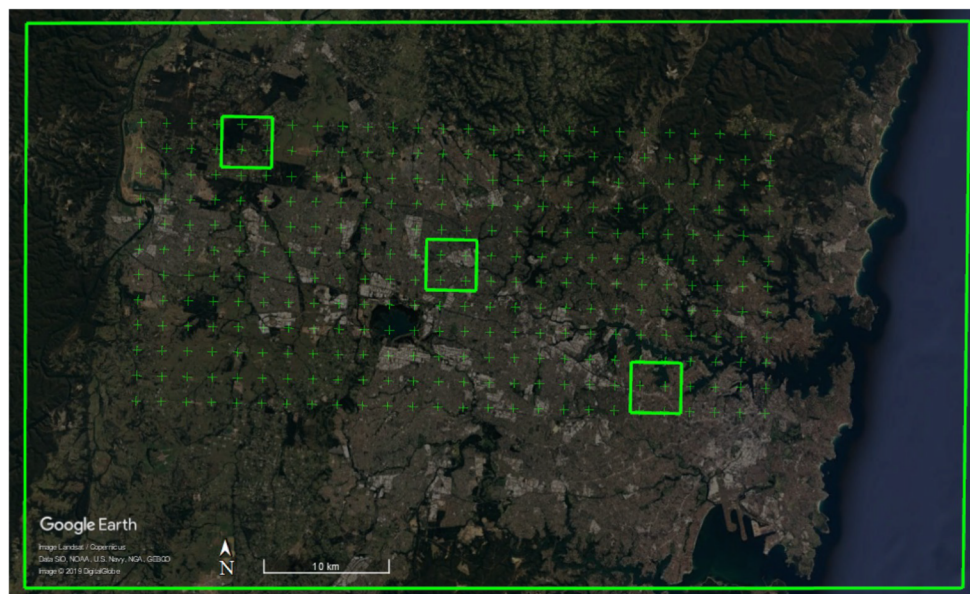 Google Earth
Image Landsat / Copernicus
Data SIO, NOAA, U.S. Navy, NGA, GEBCO
Image © 2019 DigitalGlobe
N
10 km